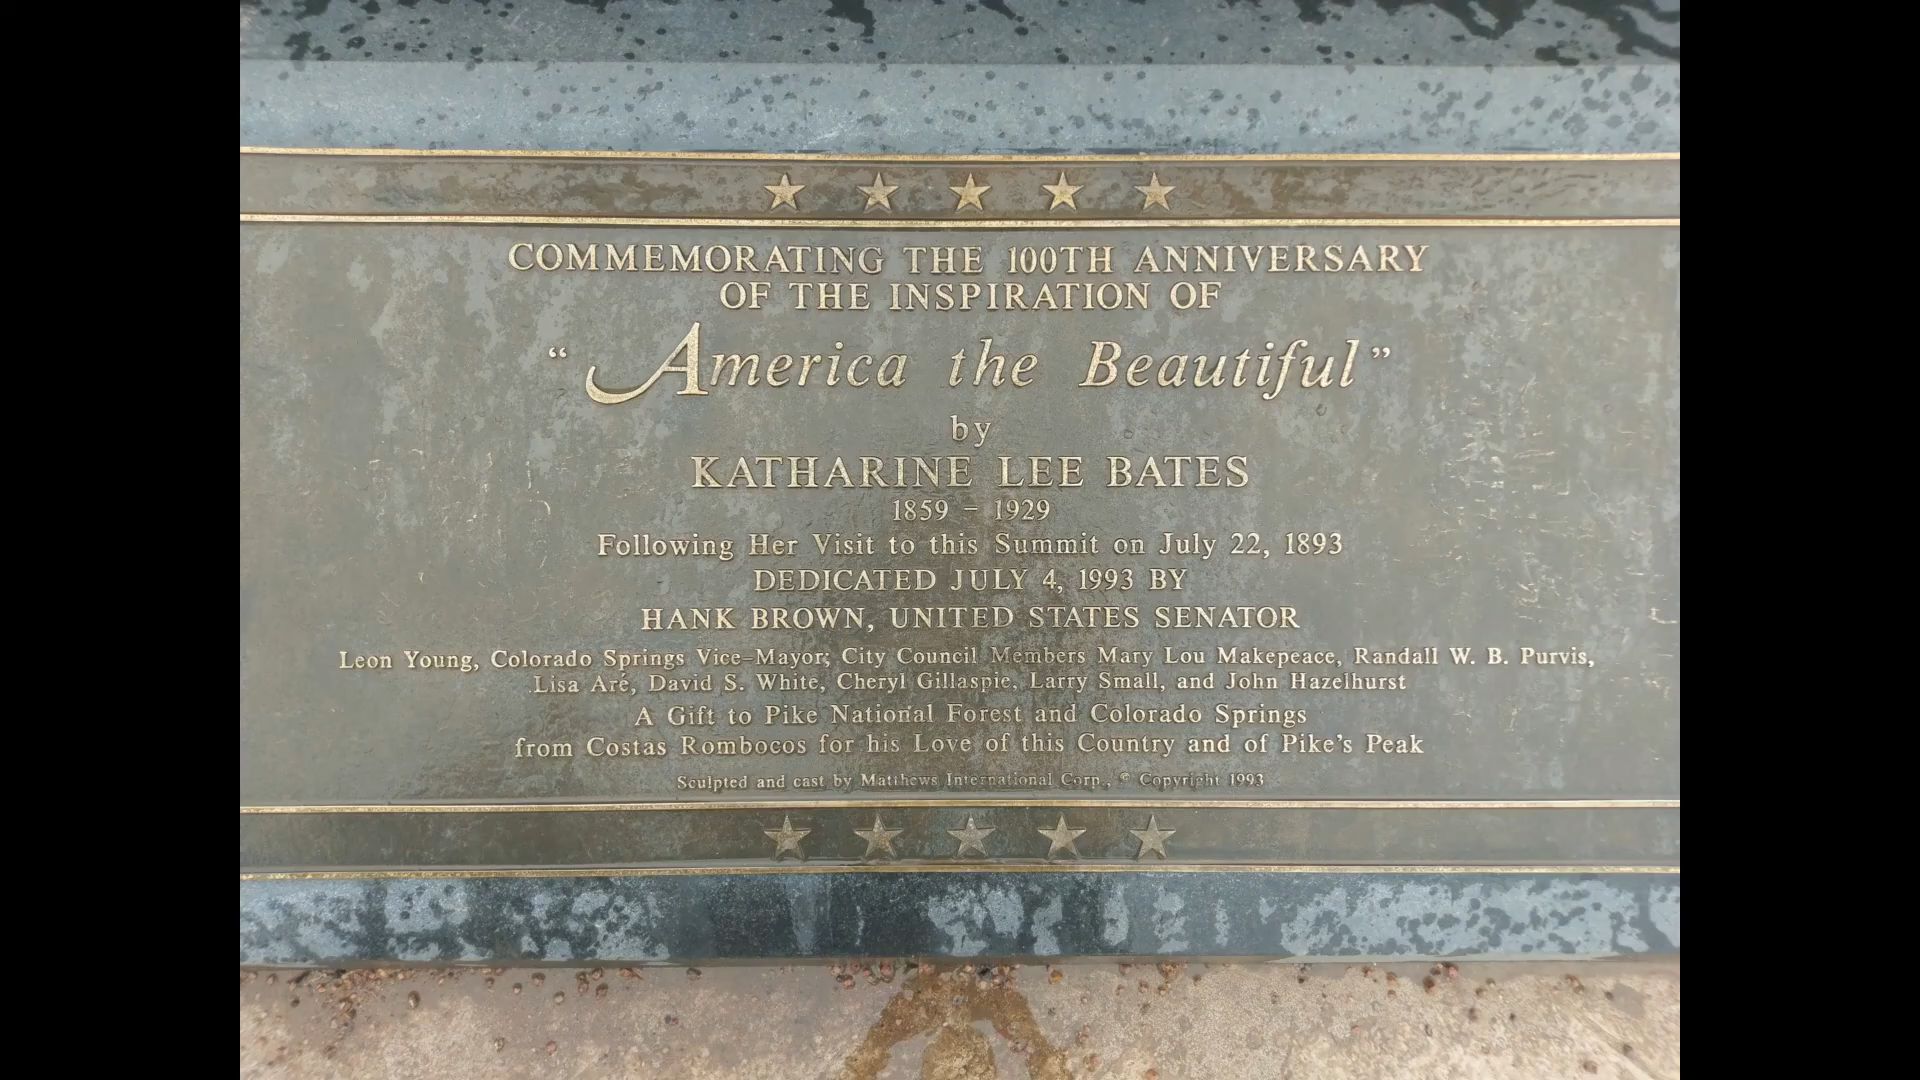 COMMEMORATING THE 100TH ANNIVERSARY
OF THE INSPIRATION OF
“America the Beautiful”
by
KATHARINE LEE BATES
1859 – 1929
Following Her Visit to this Summit on July 22, 1893
DEDICATED JULY 4, 1993 BY
HANK BROWN, UNITED STATES SENATOR
Leon Young, Colorado Springs Vice-Mayor; City Council Members Mary Lou Makepeace, Randall W. B. Purvis,
Lisa Aré, David S. White, Cheryl Gillaspie, Larry Small, and John Hazelhurst
A Gift to Pike National Forest and Colorado Springs
from Costas Rombocos for his Love of this Country and of Pike's Peak
Sculpted and cast by Matthews International Corp., © Copyright 1993